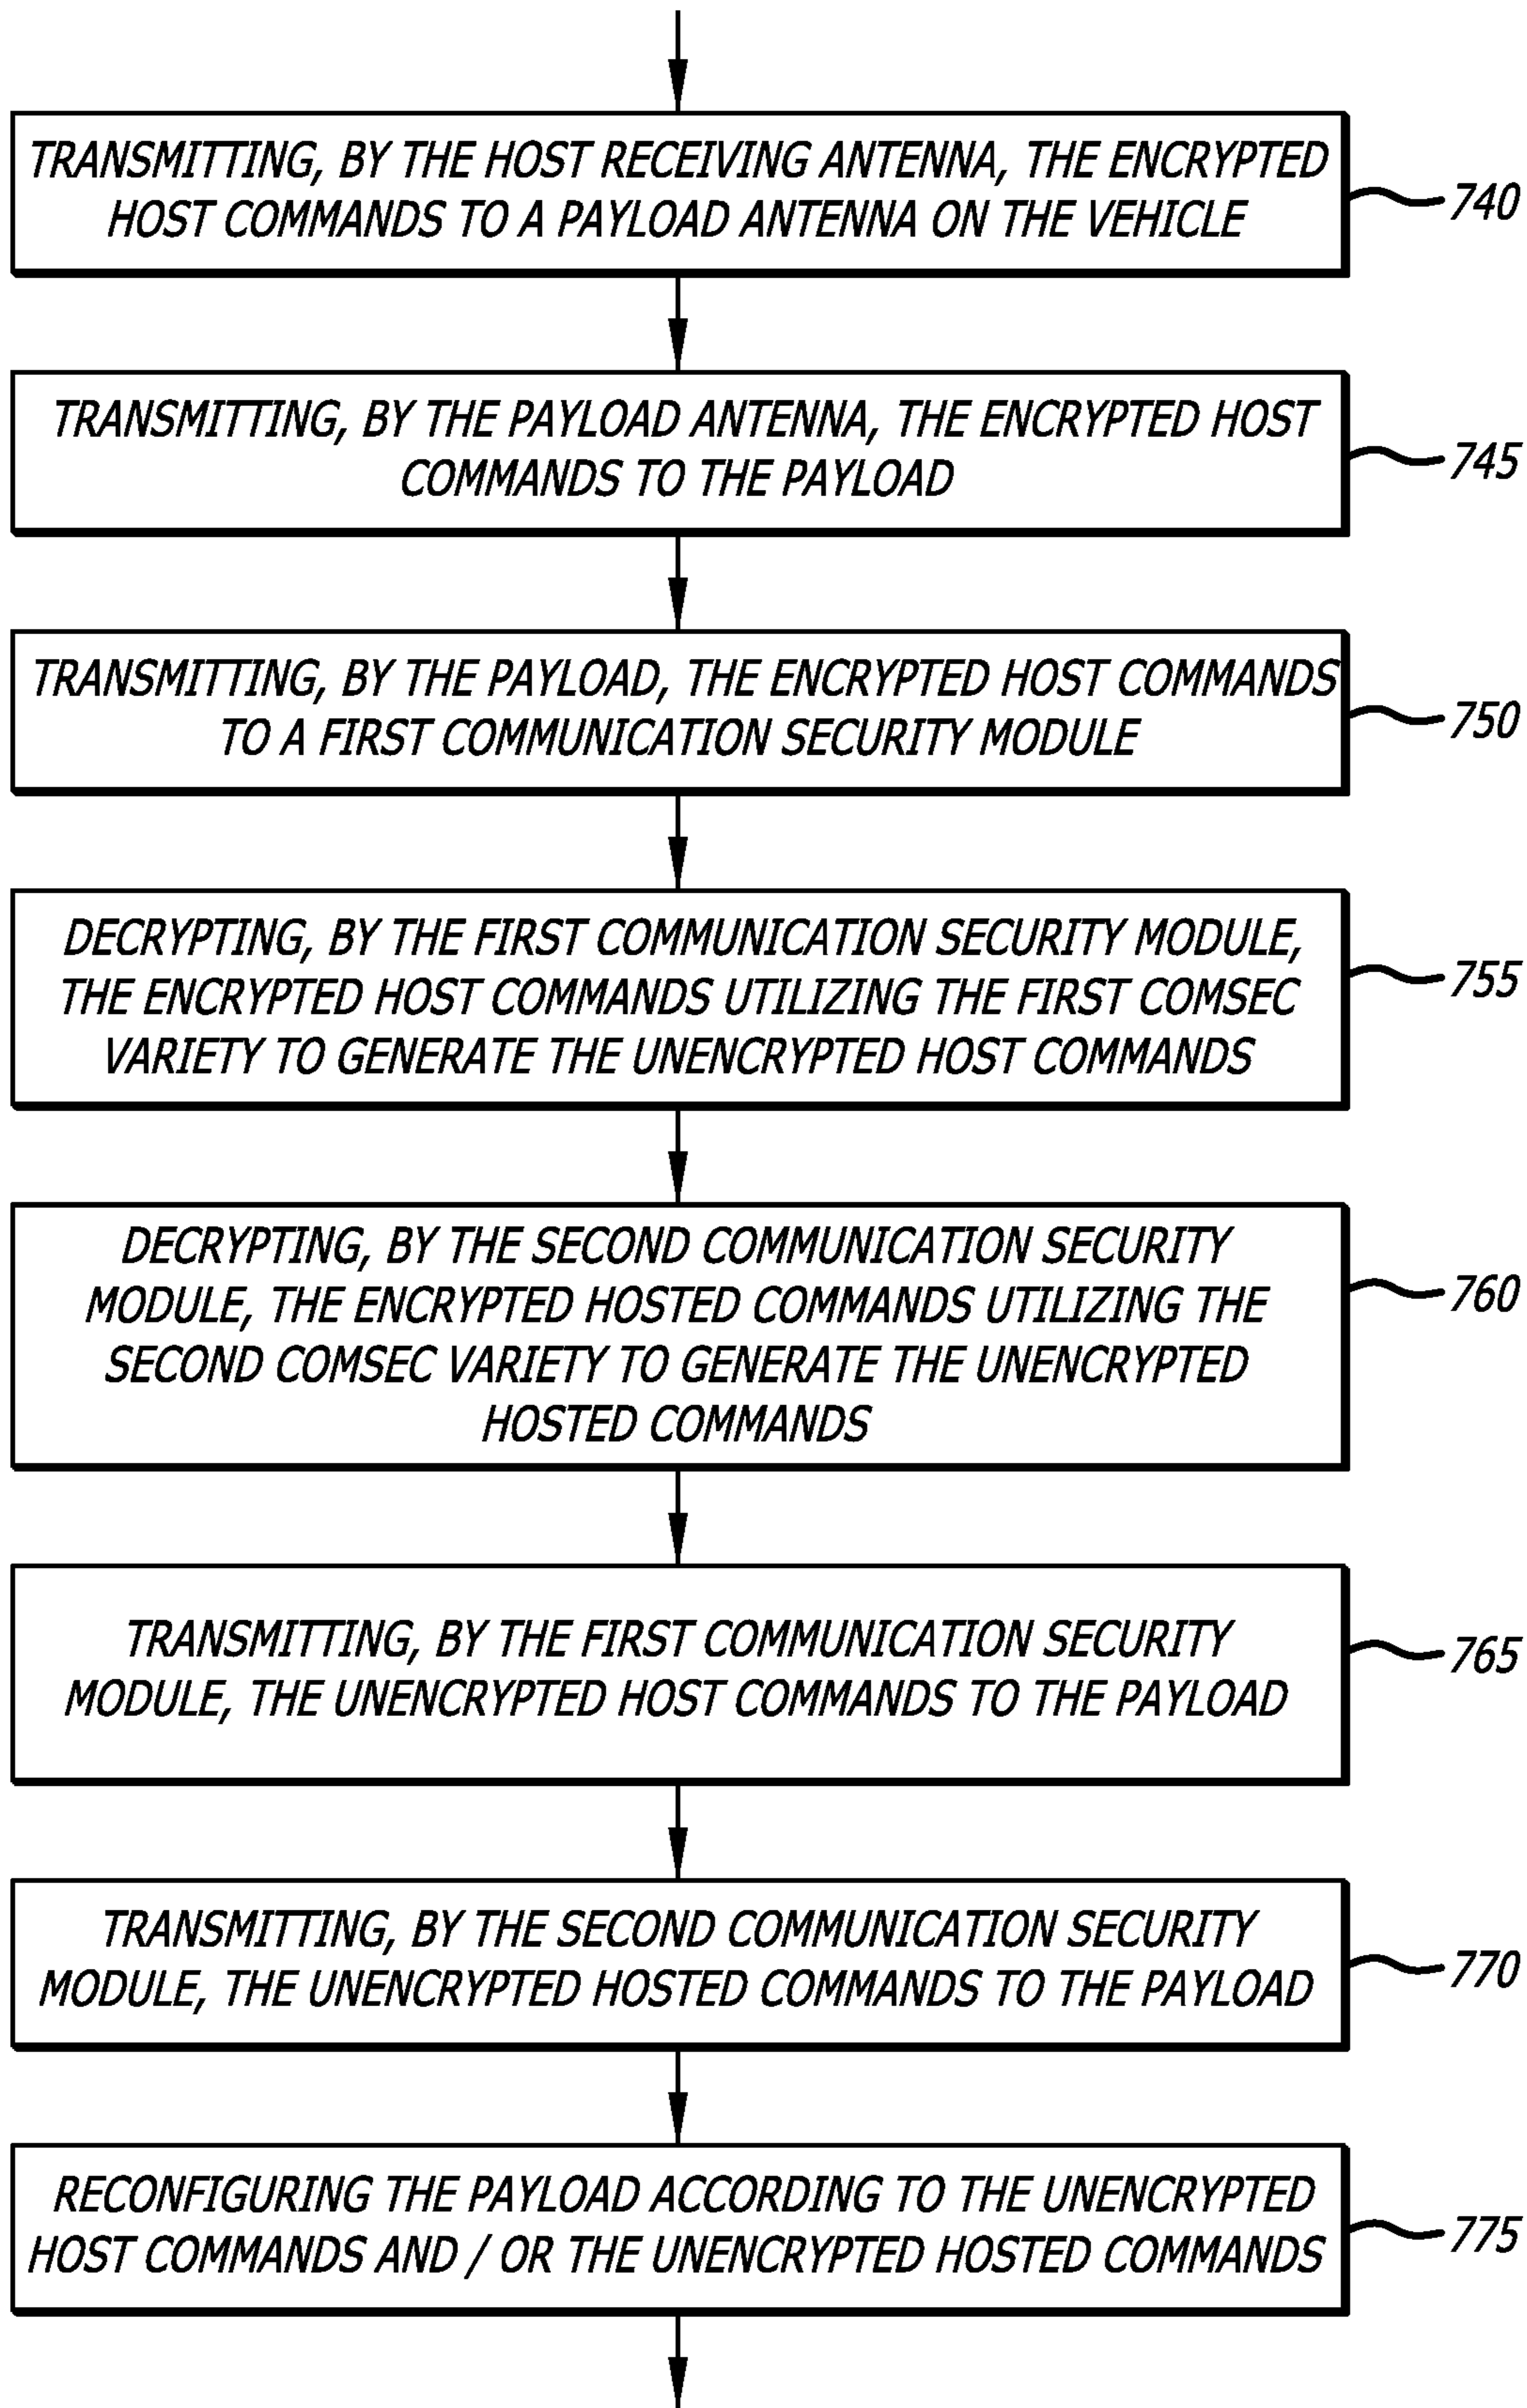 TRANSMITTING, BY THE HOST RECEIVING ANTENNA, THE ENCRYPTED
HOST COMMANDS TO A PAYLOAD ANTENNA ON THE VEHICLE
740
TRANSMITTING, BY THE PAYLOAD ANTENNA, THE ENCRYPTED HOST
COMMANDS TO THE PAYLOAD
745
TRANSMITTING, BY THE PAYLOAD, THE ENCRYPTED HOST COMMANDS
TO A FIRST COMMUNICATION SECURITY MODULE
750
DECRYPTING, BY THE FIRST COMMUNICATION SECURITY MODULE,
THE ENCRYPTED HOST COMMANDS UTILIZING THE FIRST COMSEC
VARIETY TO GENERATE THE UNENCRYPTED HOST COMMANDS
755
DECRYPTING, BY THE SECOND COMMUNICATION SECURITY
MODULE, THE ENCRYPTED HOSTED COMMANDS UTILIZING THE
SECOND COMSEC VARIETY TO GENERATE THE UNENCRYPTED
HOSTED COMMANDS
760
TRANSMITTING, BY THE FIRST COMMUNICATION SECURITY
MODULE, THE UNENCRYPTED HOST COMMANDS TO THE PAYLOAD
765
TRANSMITTING, BY THE SECOND COMMUNICATION SECURITY
MODULE, THE UNENCRYPTED HOSTED COMMANDS TO THE PAYLOAD
770
RECONFIGURING THE PAYLOAD ACCORDING TO THE UNENCRYPTED
HOST COMMANDS AND / OR THE UNENCRYPTED HOSTED COMMANDS
775